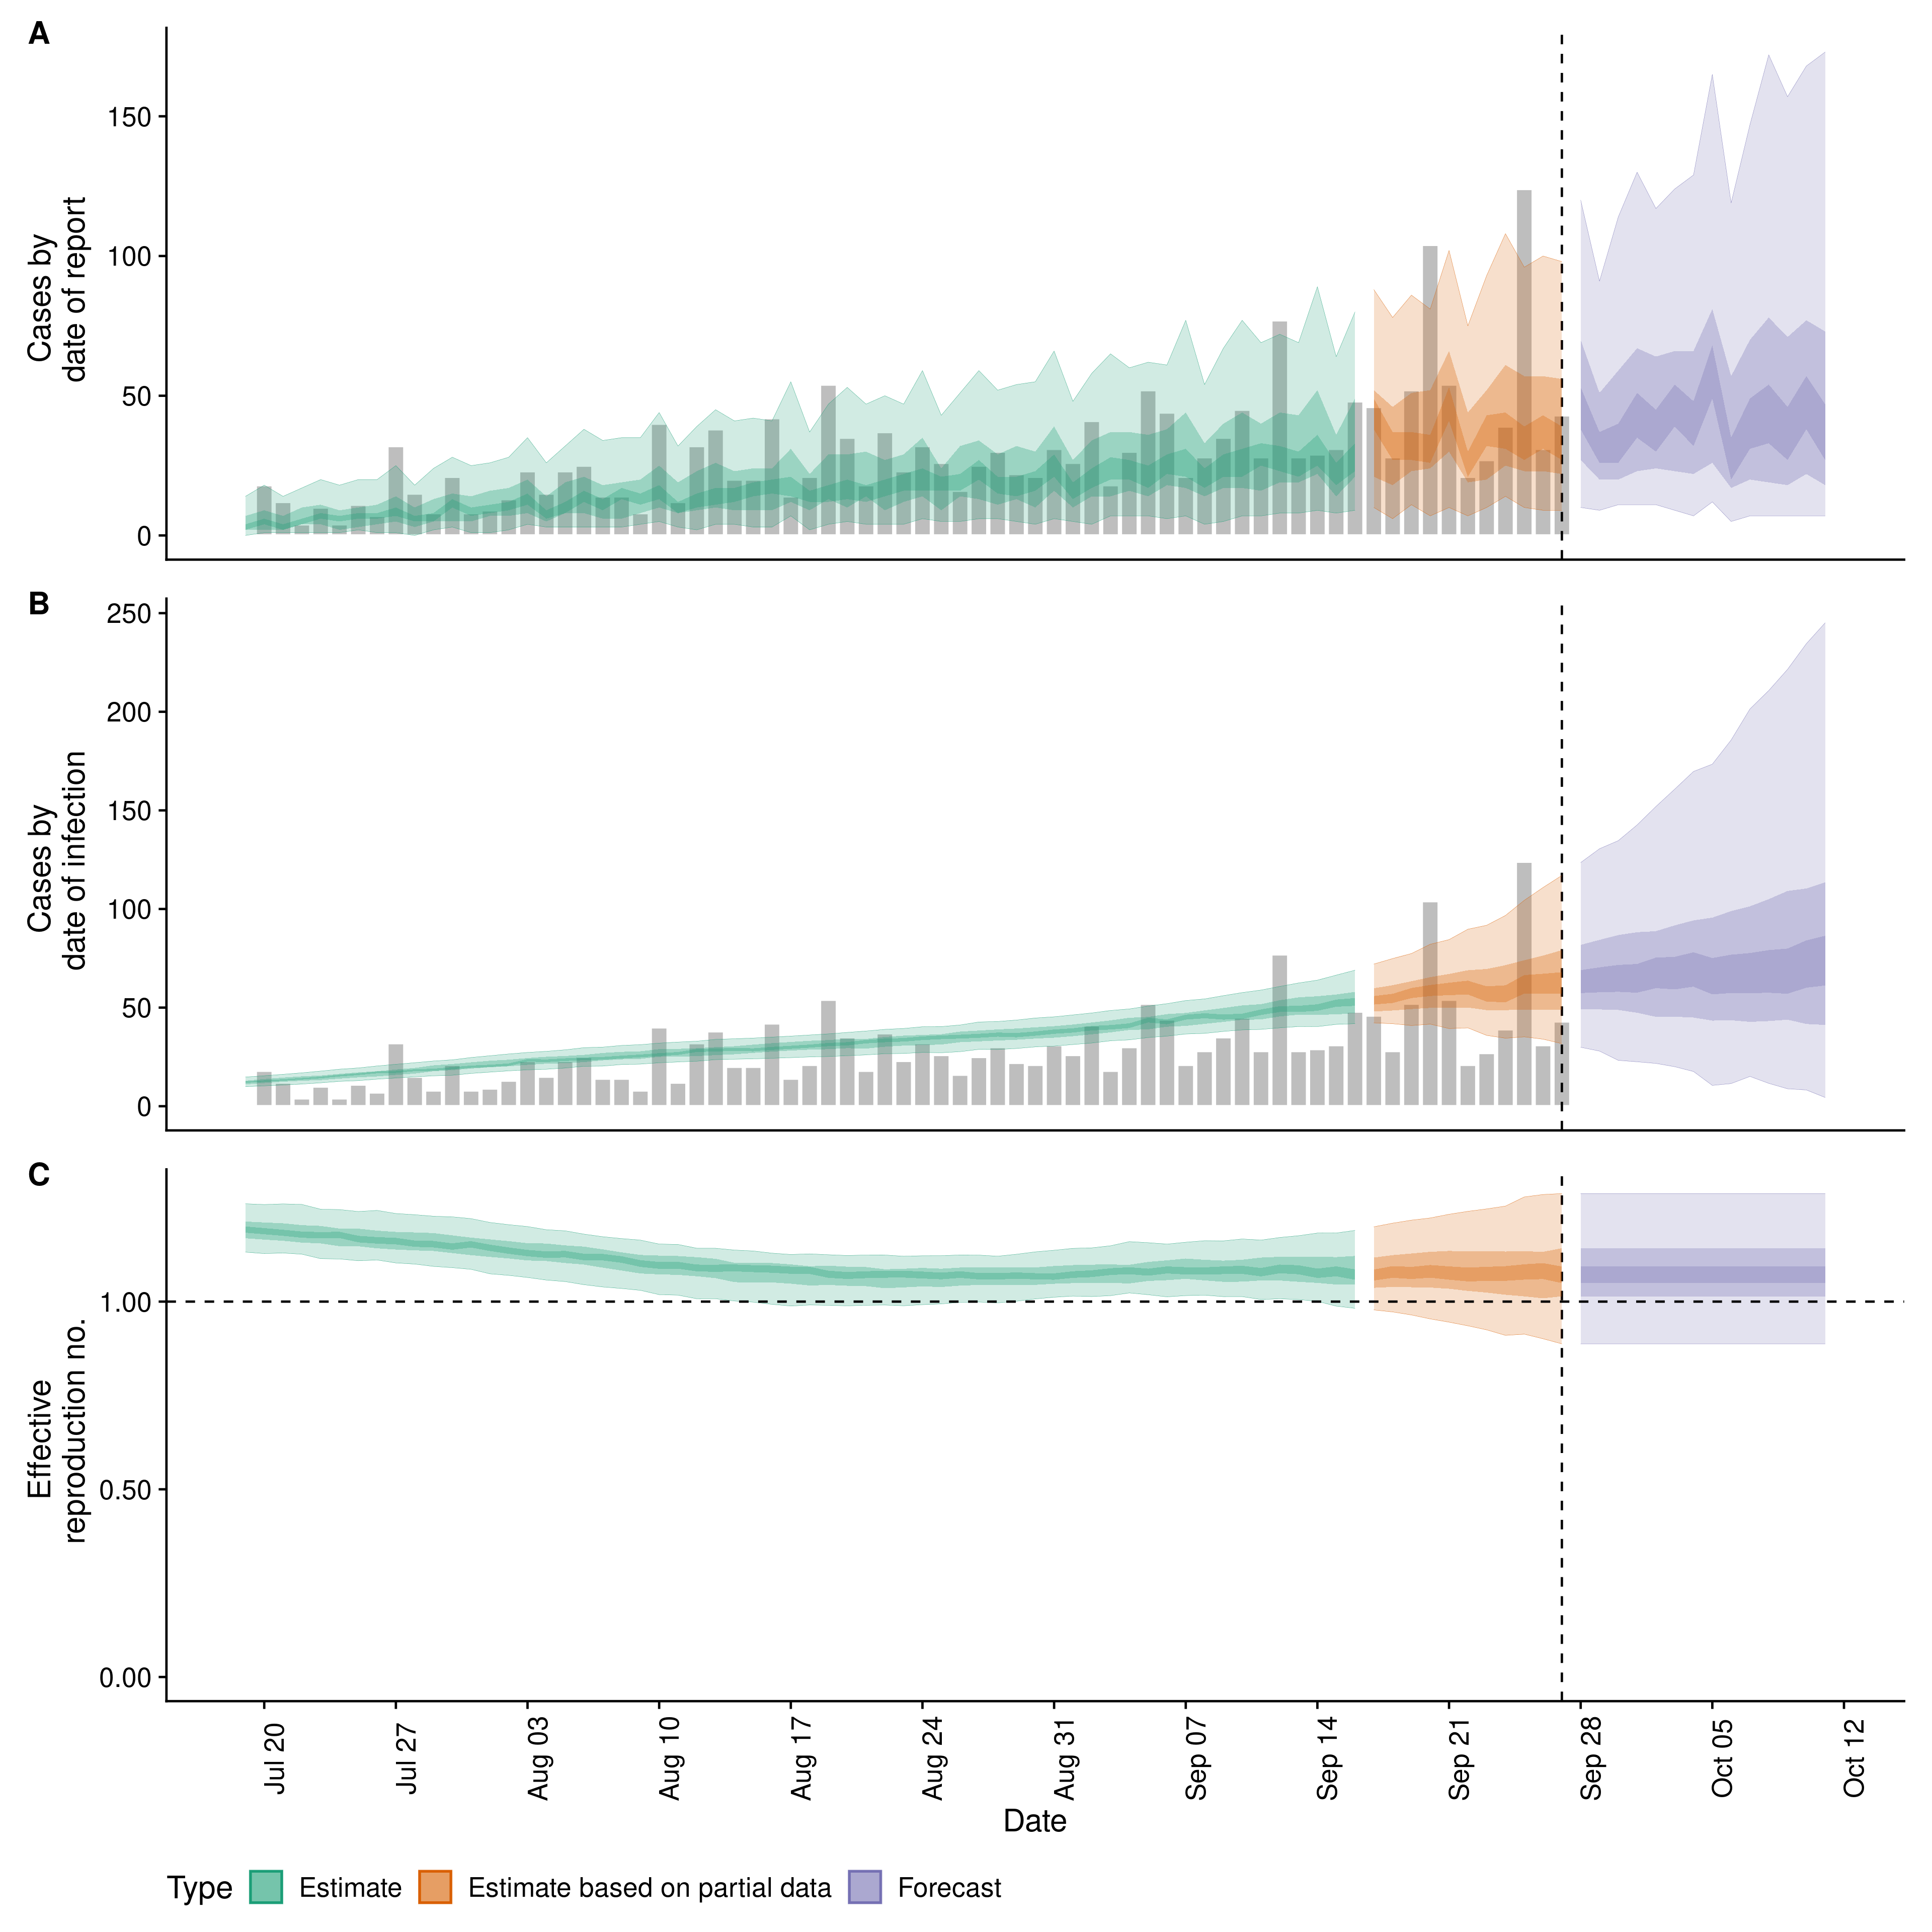 A
Cases by
date of report
150
100
50
0
B
Cases by
date of infection
250
200
150
100
50
0
C
Effective
reproduction no.
1.00
0.50
0.00
Jul 20
Jul 27
Aug 03
Aug 10
Aug 17
Aug 24
Aug 31
Sep 07
Sep 14
Sep 21
Sep 28
Oct 05
Oct 12
Date
Type Estimate Estimate based on partial data Forecast